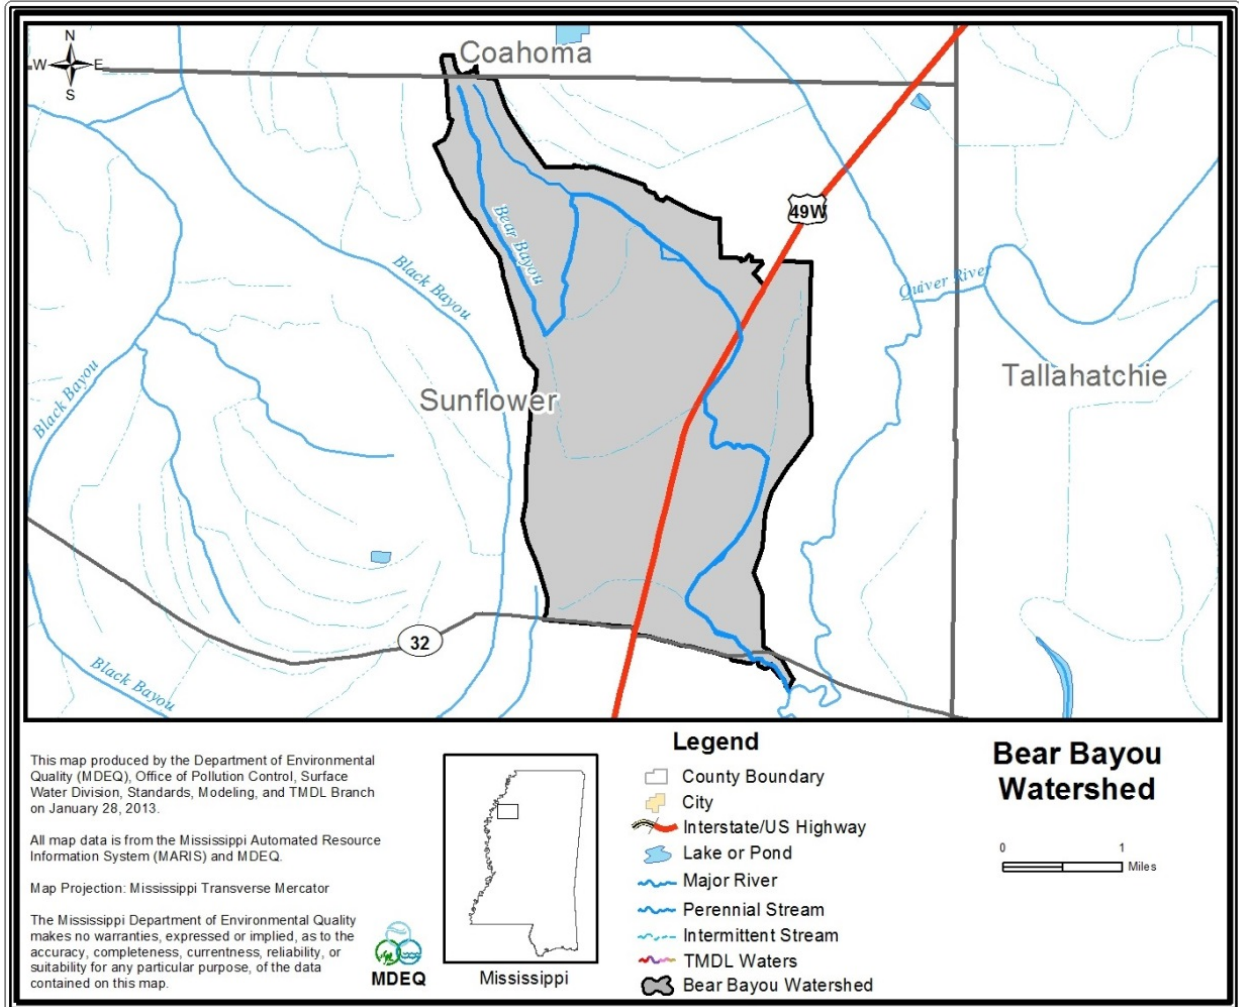 N
W E
S
Coahoma
49W
Bear Bayou
Black Bayou
Quiver River
Black Bayou
Sunflower
Tallahatchie
32
Black Bayou
This map produced by the Department of Environmental
Quality (MDEQ), Office of Pollution Control, Surface
Water Division, Standards, Modeling, and TMDL Branch
on January 28, 2013.
All map data is from the Mississippi Automated Resource
Information System (MARIS) and MDEQ.
Map Projection: Mississippi Transverse Mercator
The Mississippi Department of Environmental Quality
makes no warranties, expressed or implied, as to the
accuracy, completeness, currentness, reliability, or
suitability for any particular purpose, of the data
contained on this map.
MDEQ
Mississippi
Legend
County Boundary
City
Interstate/US Highway
Lake or Pond
Major River
Perennial Stream
Intermittent Stream
TMDL Waters
Bear Bayou Watershed
Bear Bayou
Watershed
0 1
Miles